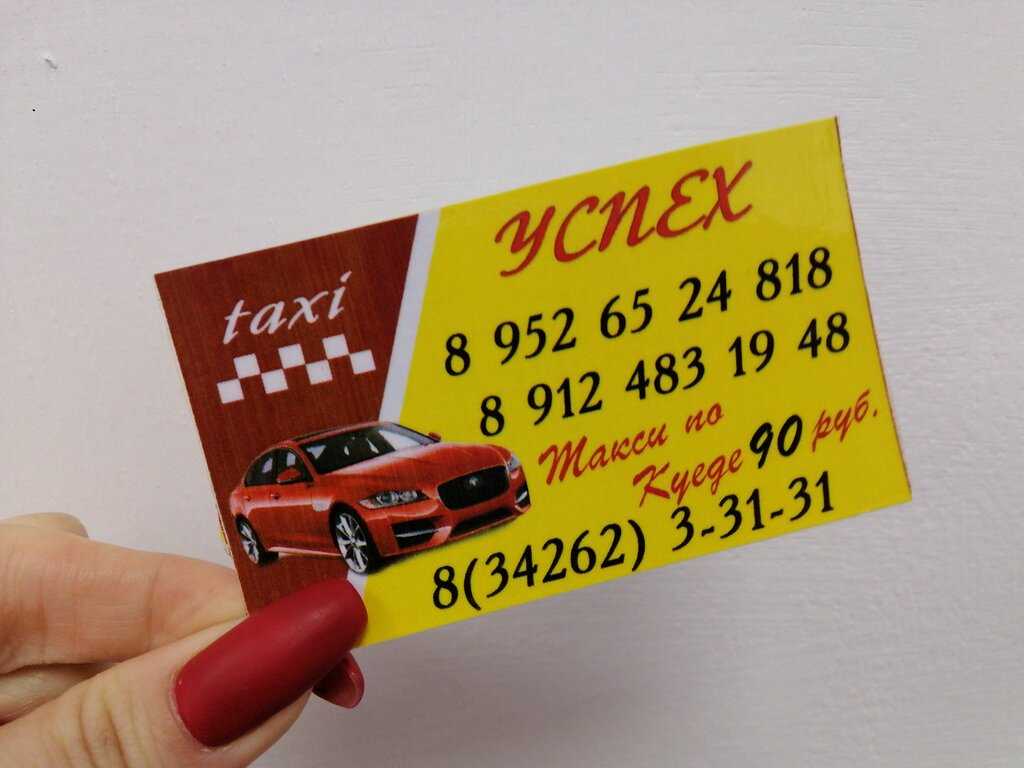 taxi
УСПЕХ
8 952 65 24 818
8 912 483 19 48
Такси по
Куеде 90 руб.
8(34262) 3-31-31